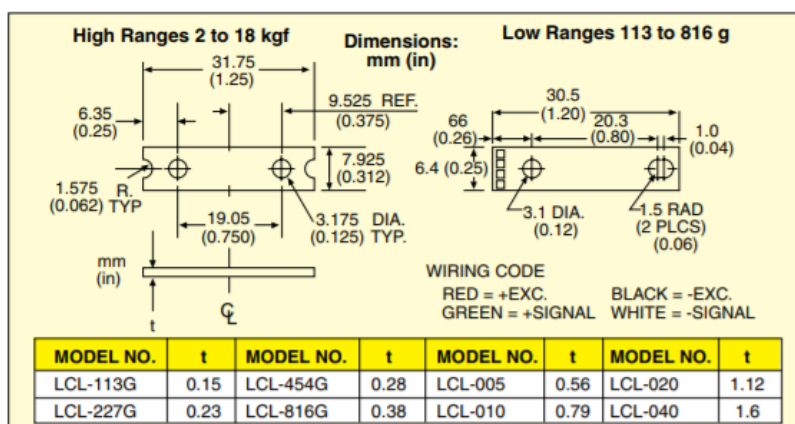 High Ranges 2 to 18 kgf
Dimensions:
mm (in)
Low Ranges 113 to 816 g
31.75
(1.25)
6.35
(0.25)
9.525 REF.
(0.375)
7.925
(0.312)
1.575 R.
(0.062) TYP
19.05
(0.750)
3.175 DIA.
(0.125) TYP.
mm
(in)
t
CL
30.5
(1.20)
66
(0.26)
20.3
(0.80)
1.0
(0.04)
6.4 (0.25)
3.1 DIA.
(0.12)
1.5 RAD
(2 PLCS)
(0.06)
WIRING CODE
RED = +EXC. BLACK = -EXC.
GREEN = +SIGNAL WHITE = -SIGNAL
MODEL NO. t MODEL NO. t MODEL NO. t MODEL NO. t
LCL-113G 0.15 LCL-454G 0.28 LCL-005 0.56 LCL-020 1.12
LCL-227G 0.23 LCL-816G 0.38 LCL-010 0.79 LCL-040 1.6